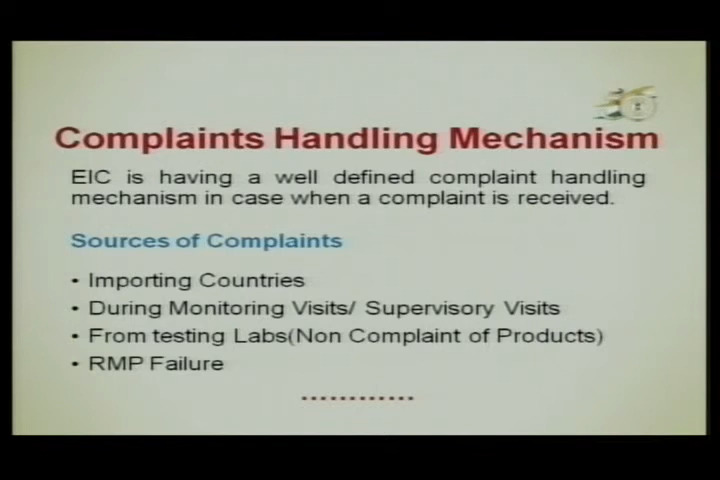 Complaints Handling Mechanism
EIC is having a well defined complaint handling
mechanism in case when a complaint is received.
Sources of Complaints
• Importing Countries
• During Monitoring Visits/ Supervisory Visits
• From testing Labs(Non Complaint of Products)
• RMP Failure
............